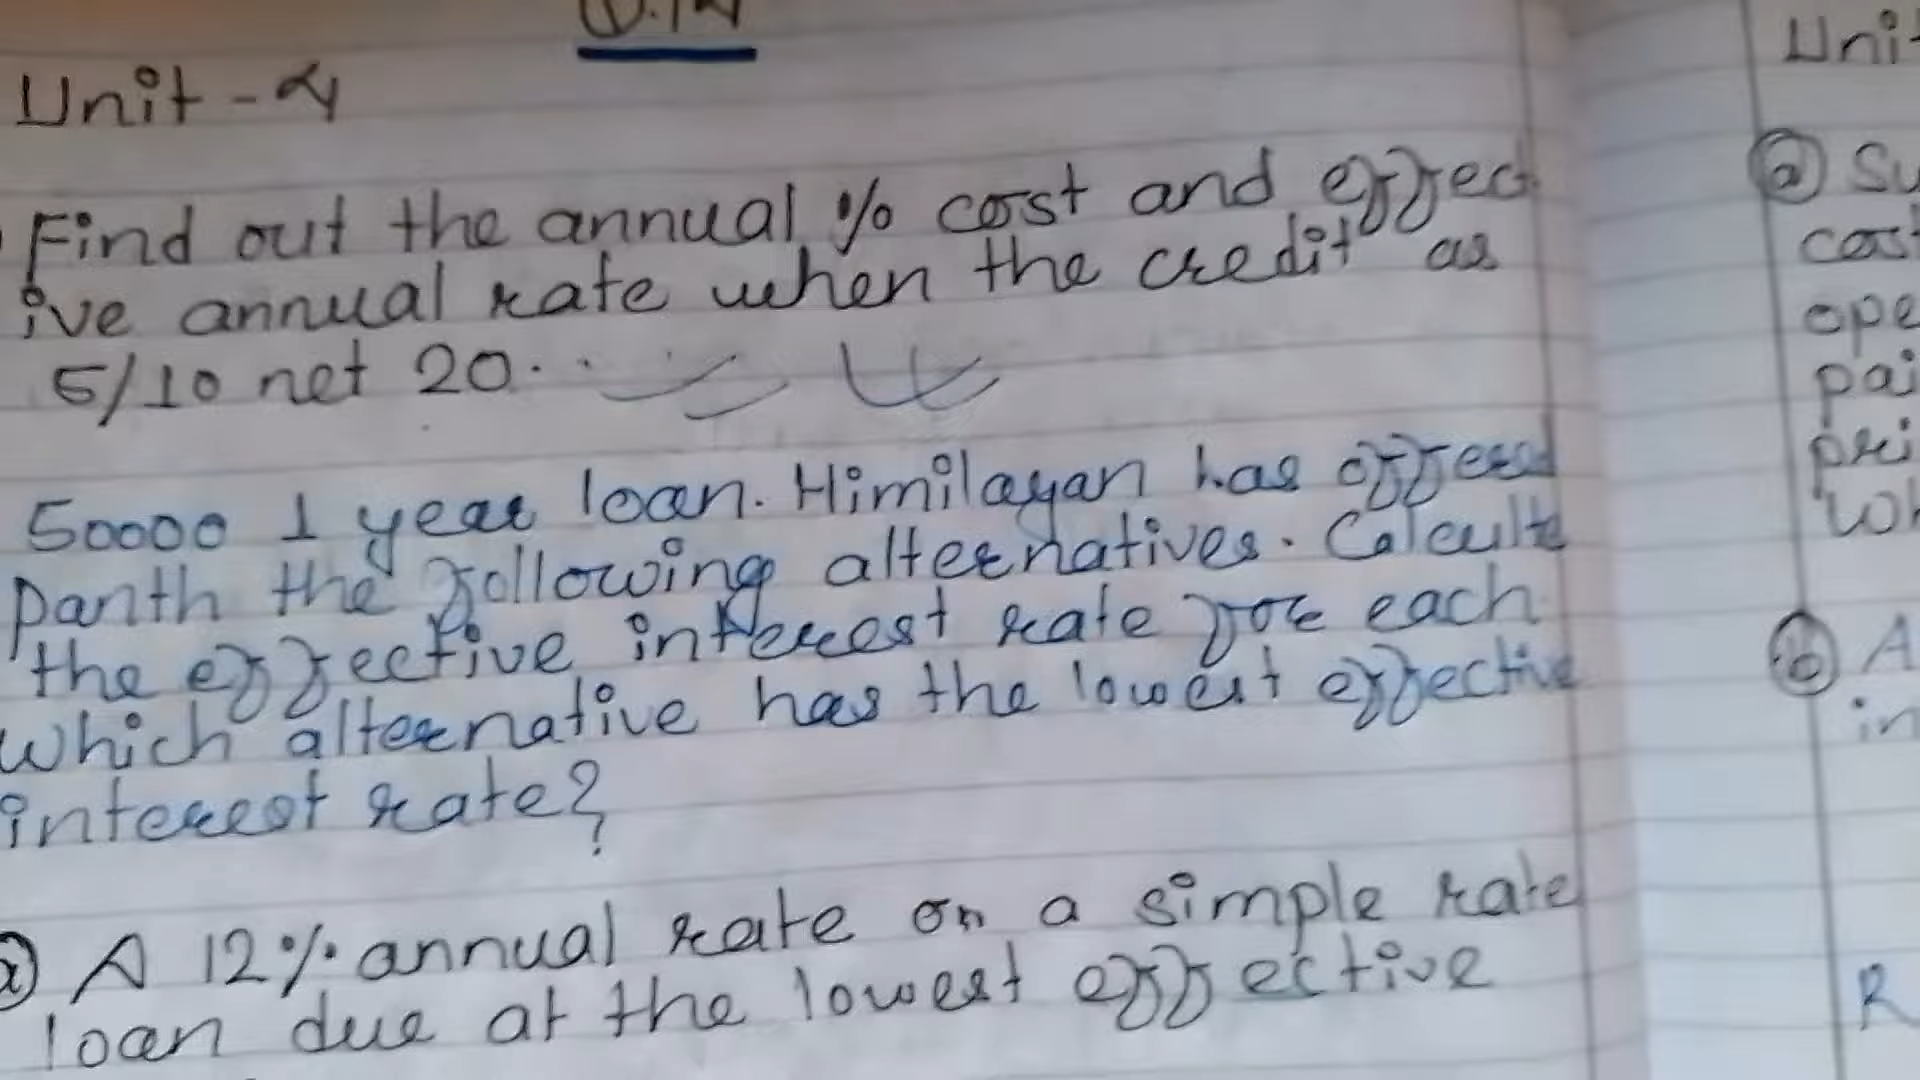 Unit - 4
Find out the annual % cost and effect
ive annual rate when the credit as
5/10 net 20.
50000 1 year loan. Himilayan has offered
panth the following alternatives. Calculte
the effective interest rate for each
which alternative has the lowest effective
interest rate?
A 12% annual rate on a simple rate
loan due at the lowest effective
Unit
(a) Su
cost
ope
pai
pri
wh
(b) A
in
R